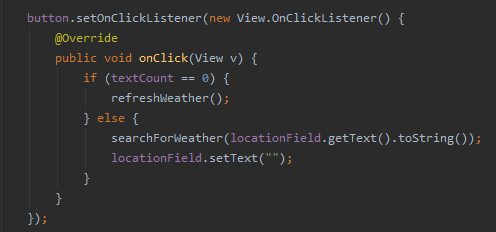 button.setOnClickListener(new View.OnClickListener() {
    @Override
    public void onClick(View v) {
        if (textCount == 0) {
            refreshWeather();
        } else {
            searchForWeather(locationField.getText().toString());
            locationField.setText("");
        }
    }
});